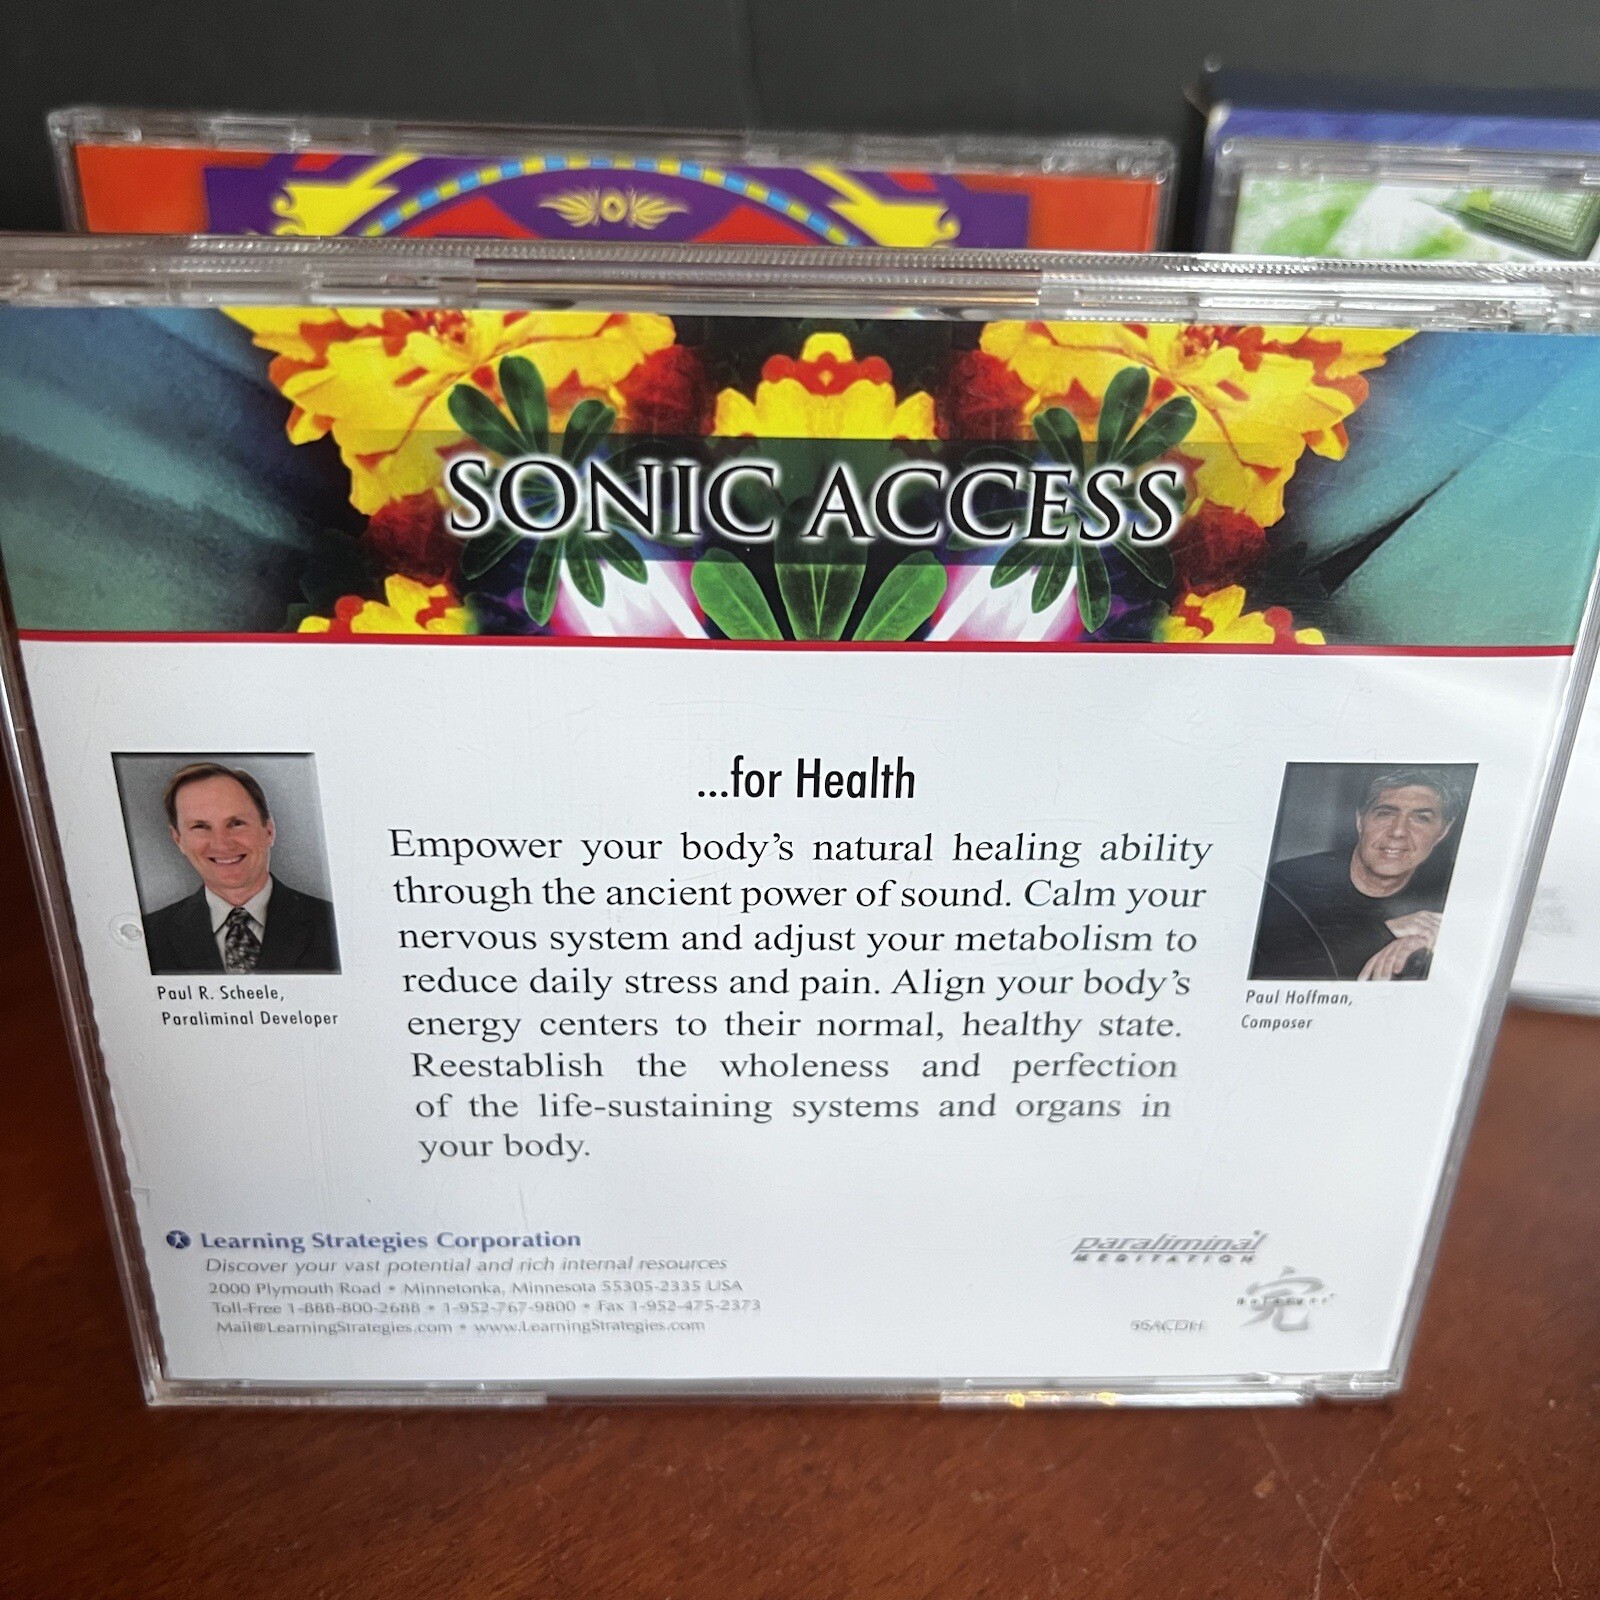 SONIC ACCESS
...for Health
Empower your body's natural healing ability
through the ancient power of sound. Calm your
nervous system and adjust your metabolism to
reduce daily stress and pain. Align your body's
energy centers to their normal, healthy state.
Reestablish the wholeness and perfection
of the life-sustaining systems and organs in
your body.
Paul R. Scheele,
Paraliminal Developer
Paul Hoffman,
Composer
Learning Strategies Corporation
Discover your vast potential and rich internal resources
2000 Plymouth Road • Minnetonka, Minnesota 55305-2335 USA
Toll-Free 1-888-800-2688 • 1-952-767-9800 • Fax 1-952-475-2373
Mail@LearningStrategies.com • www.LearningStrategies.com
paraliminal
MEDITATION